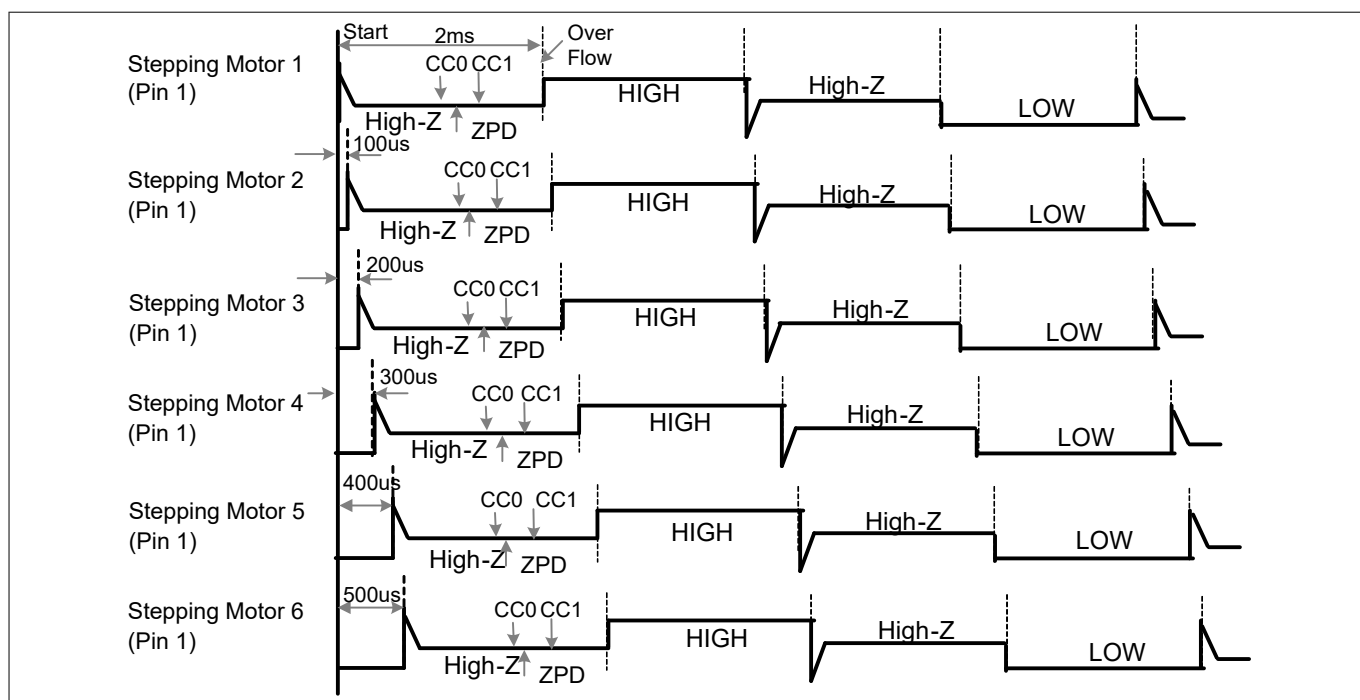 Start
2ms
Over
Flow
Stepping Motor 1
(Pin 1)
CC0 CC1
High-Z
ZPD
HIGH
High-Z
LOW
100us
Stepping Motor 2
(Pin 1)
CC0 CC1
High-Z
ZPD
HIGH
High-Z
LOW
200us
Stepping Motor 3
(Pin 1)
CC0 CC1
High-Z
ZPD
HIGH
High-Z
LOW
300us
Stepping Motor 4
(Pin 1)
CC0 CC1
High-Z
ZPD
HIGH
High-Z
LOW
400us
Stepping Motor 5
(Pin 1)
CC0 CC1
High-Z
ZPD
HIGH
High-Z
LOW
500us
Stepping Motor 6
(Pin 1)
CC0 CC1
High-Z
ZPD
HIGH
High-Z
LOW